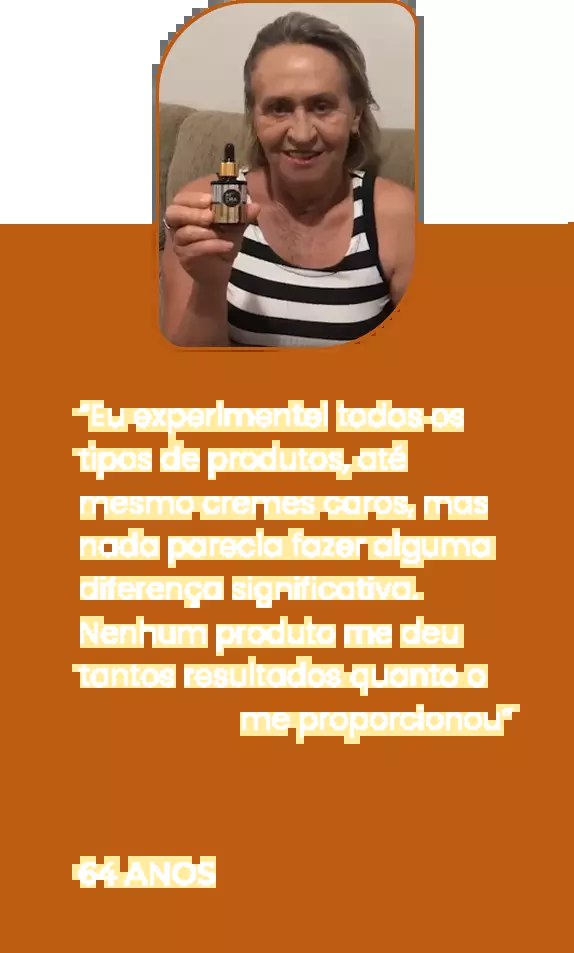 "Eu experimentei todos os
tipos de produtos, até
mesmo cremes caros, mas
nada parecia fazer alguma
diferença significativa.
Nenhum produto me deu
tantos resultados quanto o
me proporcionou"
64 ANOS